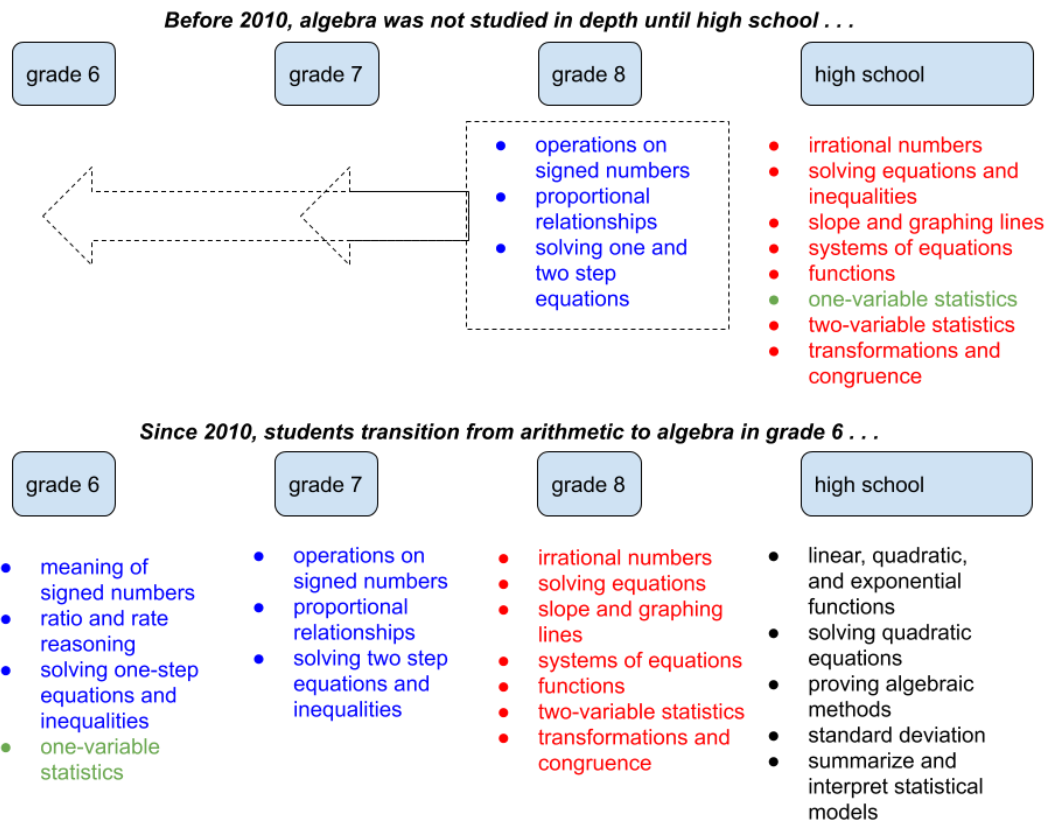 Before 2010, algebra was not studied in depth until high school . . .
grade 6
grade 7
grade 8
high school
● operations on
signed numbers
● proportional
relationships
● solving one and
two step
equations
● irrational numbers
● solving equations and
inequalities
● slope and graphing lines
● systems of equations
● functions
● one-variable statistics
● two-variable statistics
● transformations and
congruence
Since 2010, students transition from arithmetic to algebra in grade 6 . . .
grade 6
grade 7
grade 8
high school
● meaning of
signed numbers
● ratio and rate
reasoning
● solving one-step
equations and
inequalities
● one-variable
statistics
● operations on
signed numbers
● proportional
relationships
● solving two step
equations and
inequalities
● irrational numbers
● solving equations
● slope and graphing
lines
● systems of equations
● functions
● two-variable statistics
● transformations and
congruence
● linear, quadratic,
and exponential
functions
● solving quadratic
equations
● proving algebraic
methods
● standard deviation
● summarize and
interpret statistical
models